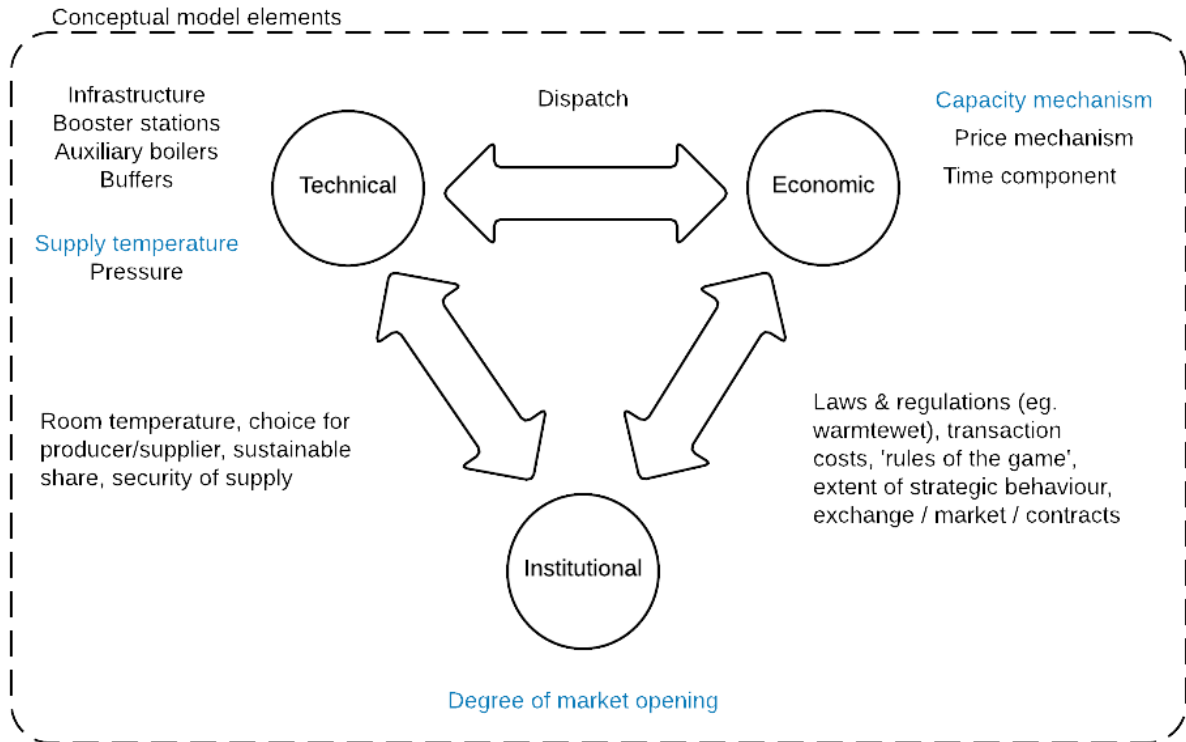 Conceptual model elements
Infrastructure
Booster stations
Auxiliary boilers
Buffers
Supply temperature
Pressure
Technical
Dispatch
Economic
Capacity mechanism
Price mechanism
Time component
Room temperature, choice for
producer/supplier, sustainable
share, security of supply
Laws & regulations (eg.
warmtewet), transaction
costs, 'rules of the game',
extent of strategic behaviour,
exchange / market / contracts
Institutional
Degree of market opening